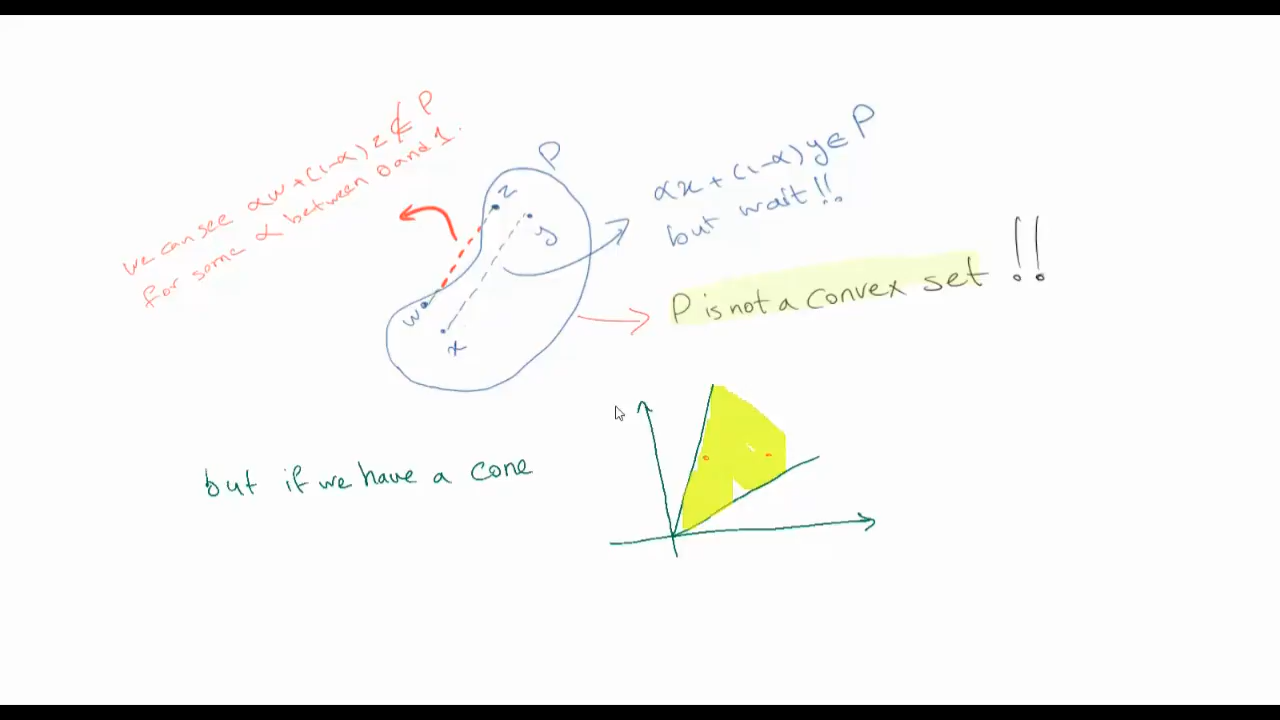 we can see αw+(1-α)z∉P
for some α between 0 and 1.
P
z
y
w
x
αx+(1-α)y∈P
but wait!!
P is not a convex set !!
but if we have a cone